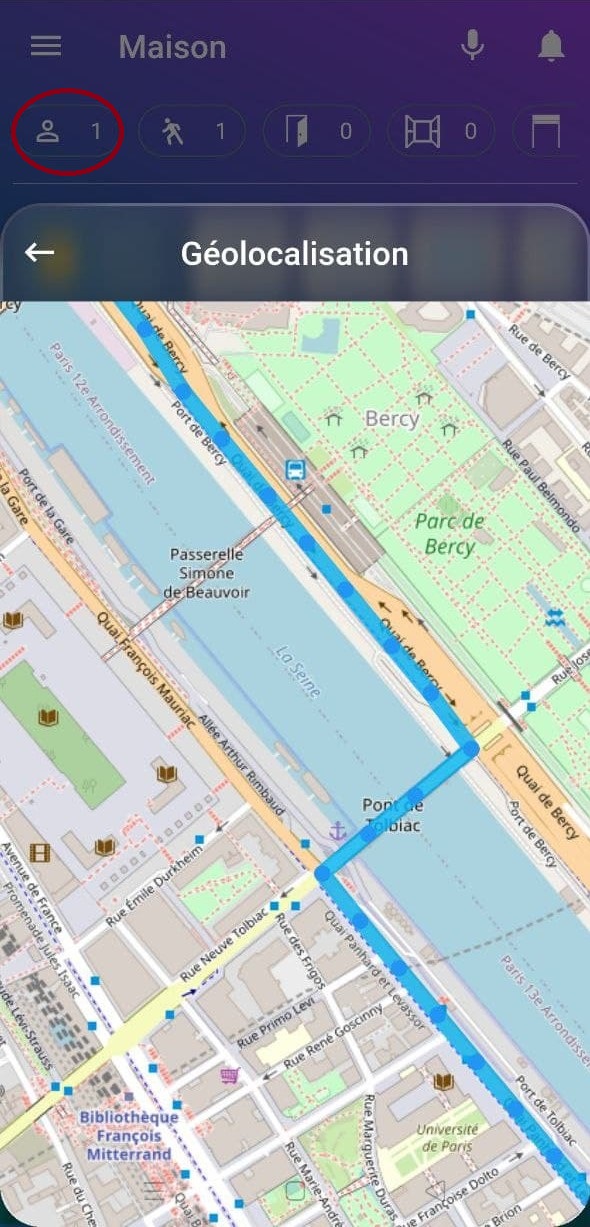 Maison
1
1
0
0
Géolocalisation
Quai de Bercy
Rue de Bercy
Paris 12e Arrondissement
Port de Bercy
Bercy
Rue Paul Belmondo
Port de la Gare
la Gare
Quai de Bercy
Parc de
Bercy
Passerelle
Simone
de Beauvoir
Quai François Mauriac
La Seine
Quai de Bercy
Allée Arthur Rimbaud
Pont de
Tolbiac
Quai de Bercy
Port de Bercy
Avenue de France
Promenade Jules Isaac
Rue Émile Durkheim
Rue Neuve Tolbiac
Rue des Frigos
Quai Panhard et Levassor
Paris 13e Arrondisse
Rue Primo Levi
Rue René Goscinny
Port de Tolbiac
Bibliothèque
François
Mitterrand
Université
de Paris
Rue Marguerite Duras
Rue Marie-André
Rue Françoise Dolto
Brion
Rue du Che